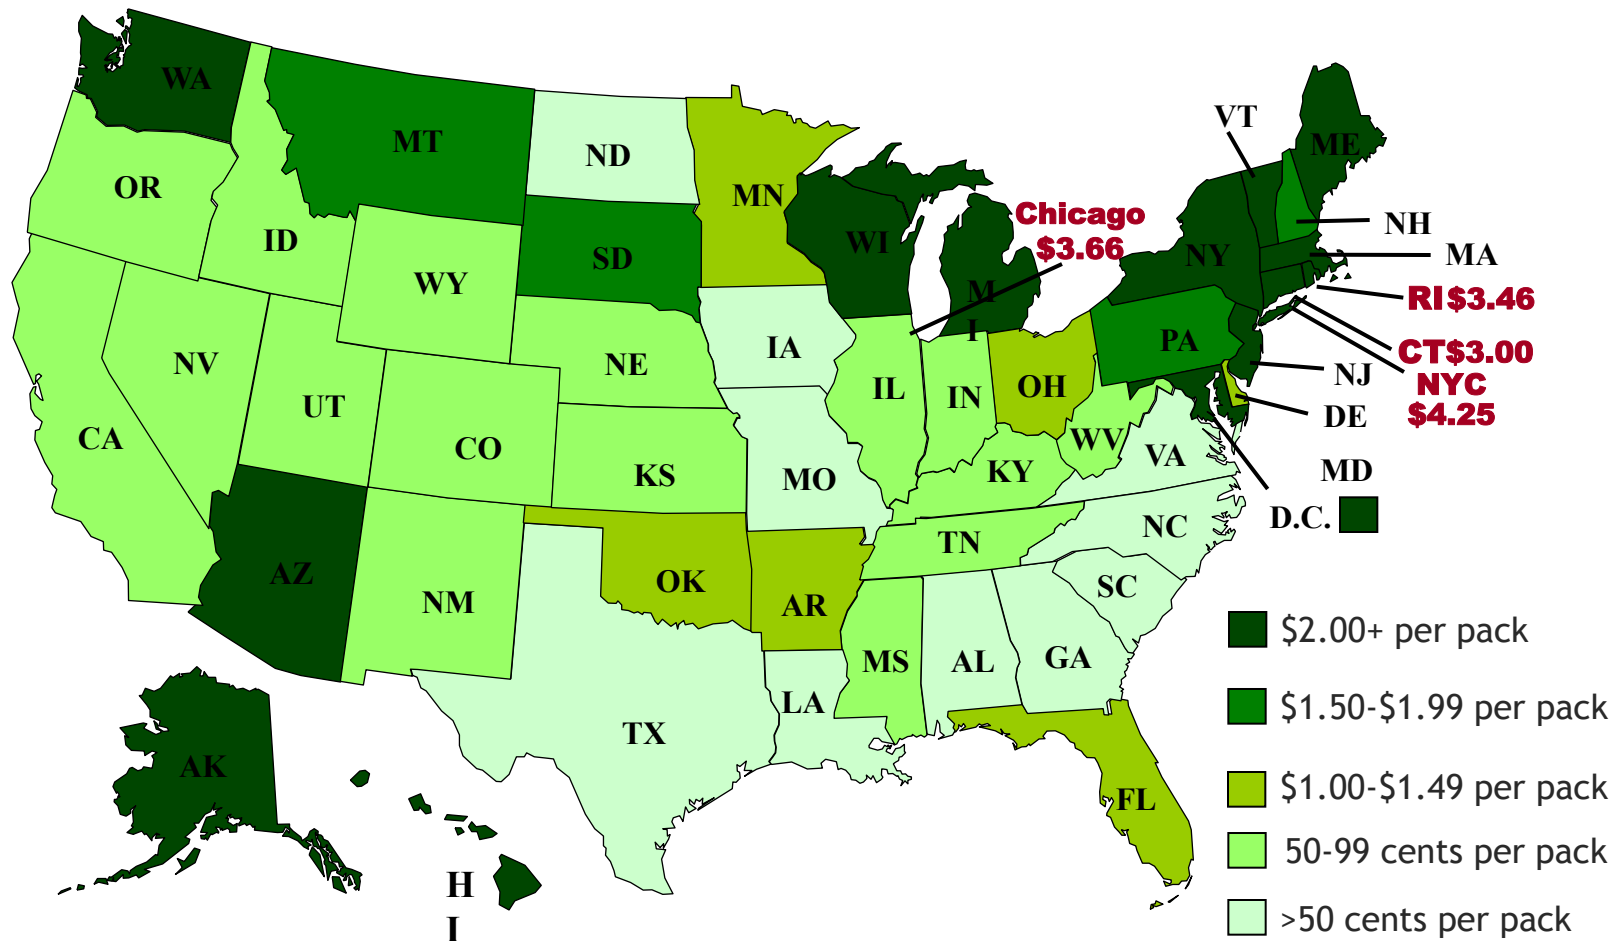 WA
MT
ND
MN
OR
ID
WY
SD
WI
M
I
Chicago
$3.66
VT
ME
NH
NY
MA
RI $3.46
CT$3.00
NYC
$4.25
NJ
DE
MD
D.C.
PA
NV
UT
CA
CO
NE
IA
IL
IN
OH
KS
MO
KY
WV
VA
AZ
NM
OK
AR
TN
NC
SC
TX
LA
MS
AL
GA
FL
AK
H
I
$2.00+ per pack
$1.50-$1.99 per pack
$1.00-$1.49 per pack
50-99 cents per pack
>50 cents per pack